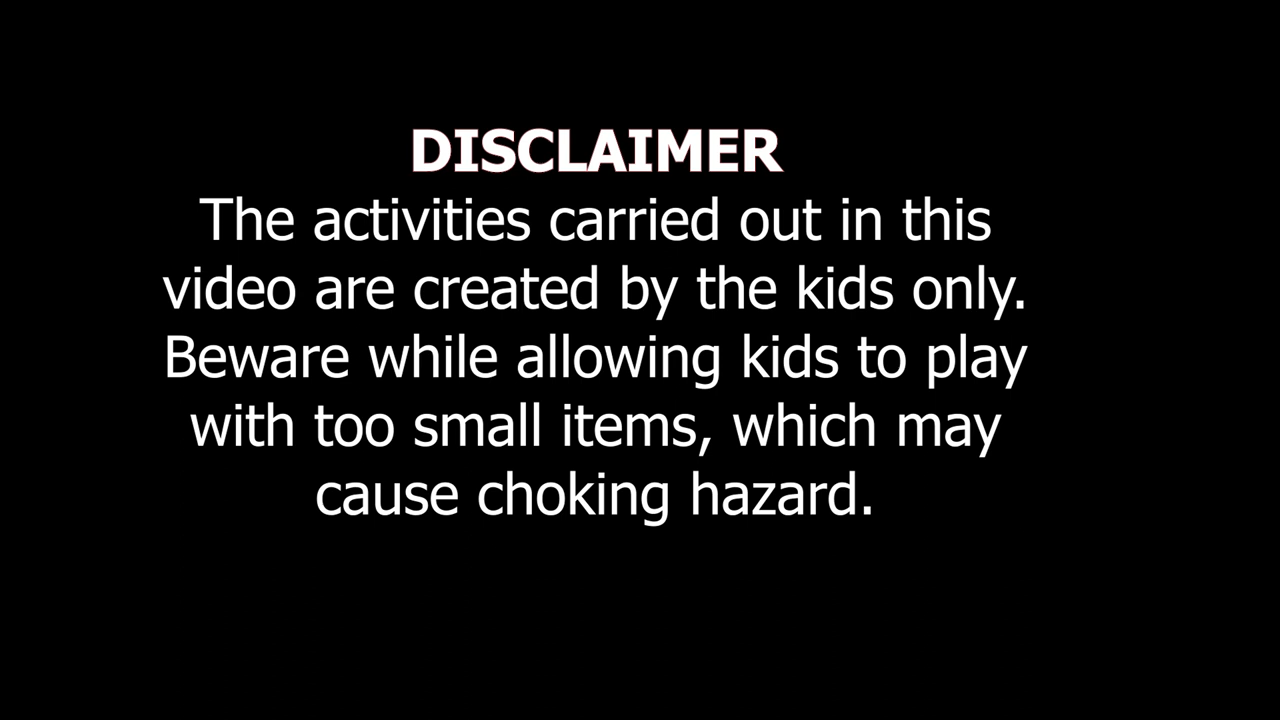 DISCLAIMER
The activities carried out in this
video are created by the kids only.
Beware while allowing kids to play
with too small items, which may
cause choking hazard.